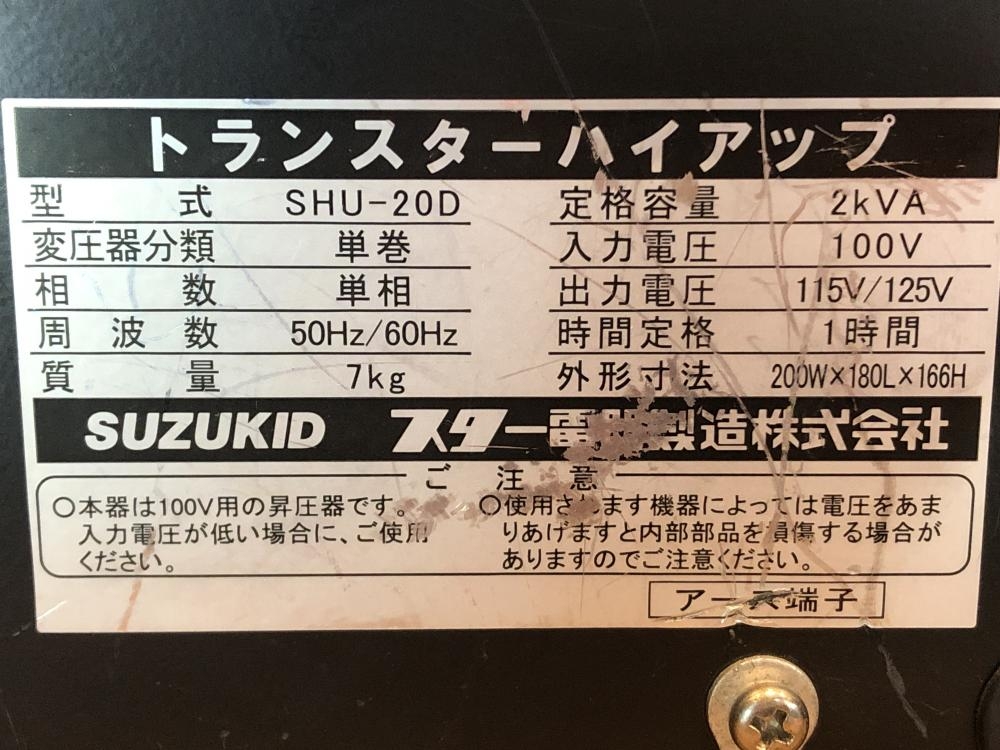 トランスターハイアップ
型式 SHU-20D 定格容量 2kVA
変圧器分類 単巻 入力電圧 100V
相数 単相 出力電圧 115V/125V
周波数 50Hz/60Hz 時間定格 1時間
質量 7kg 外形寸法 200W×180L×166H
SUZUKID スター電器製造株式会社
ご注意
○本器は100V用の昇圧器です。
入力電圧が低い場合に、ご使用
ください。
○使用されます機器によっては電圧をあま
りあげますと内部部品を損傷する場合が
ありますのでご注意ください。
アース端子